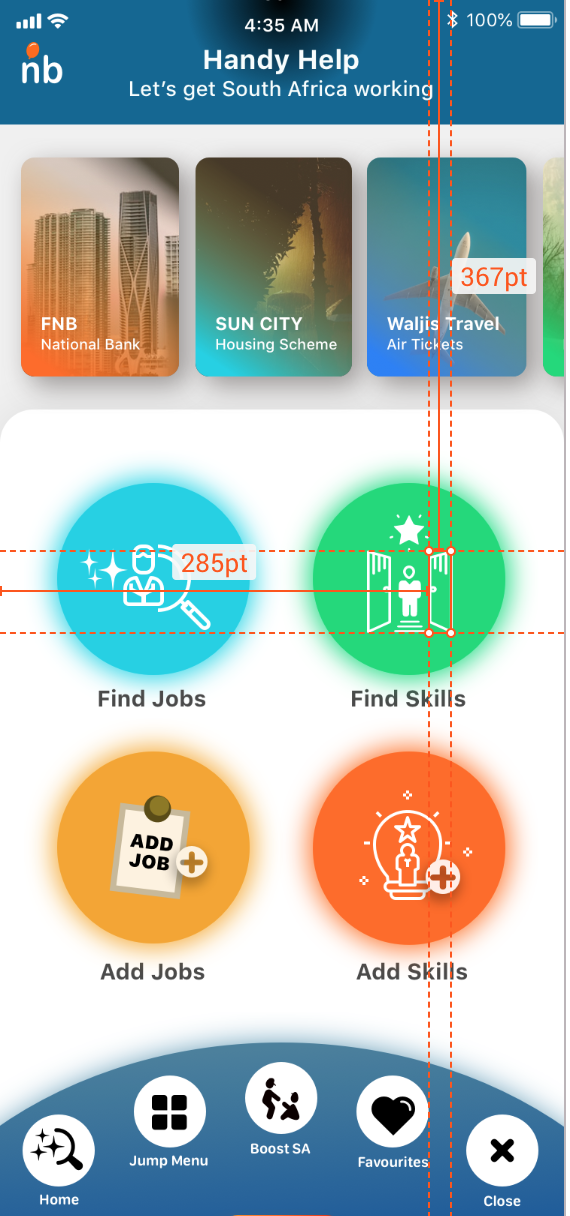 4:35 AM
100%
nb
Handy Help
Let's get South Africa working
FNB
National Bank
SUN CITY
Housing Scheme
Waljis Travel
Air Tickets
367pt
285pt
Find Jobs
Find Skills
ADD
JOB
Add Jobs
Add Skills
Home
Jump Menu
Boost SA
Favourites
Close